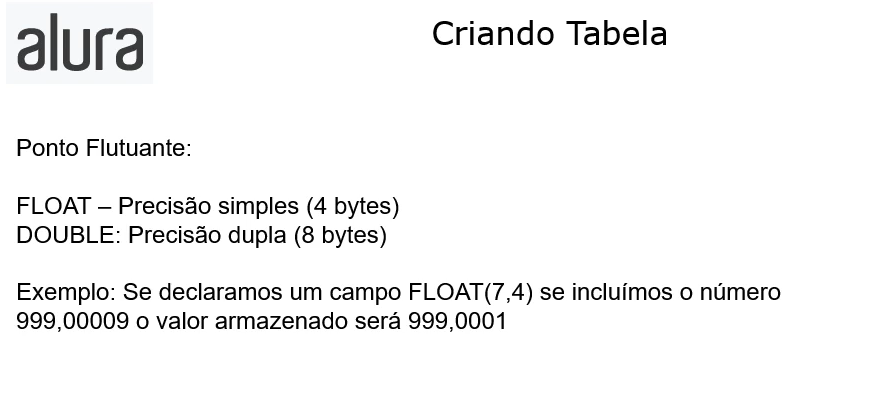 alura
Criando Tabela
Ponto Flutuante:
FLOAT – Precisão simples (4 bytes)
DOUBLE: Precisão dupla (8 bytes)
Exemplo: Se declaramos um campo FLOAT(7,4) se incluímos o número
999,00009 o valor armazenado será 999,0001